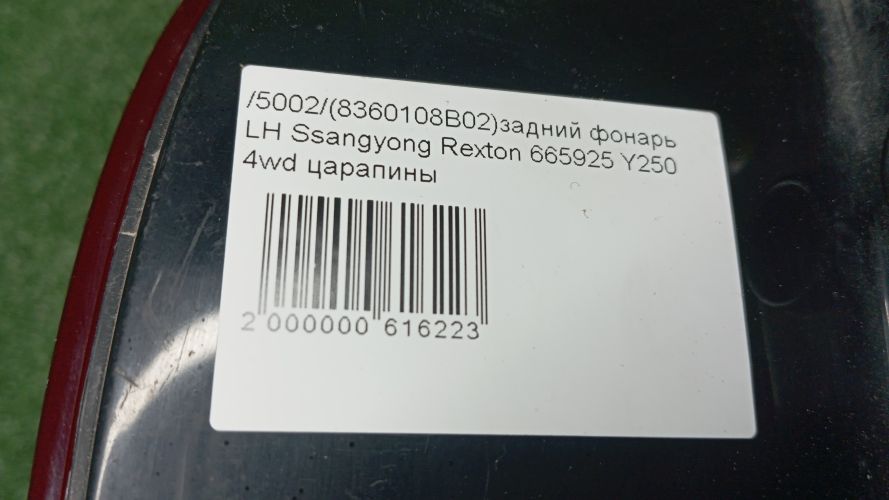 /5002/(8360108B02)задний фонарь
LH Ssangyong Rexton 665925 Y250
4wd царапины
2 000000 616223